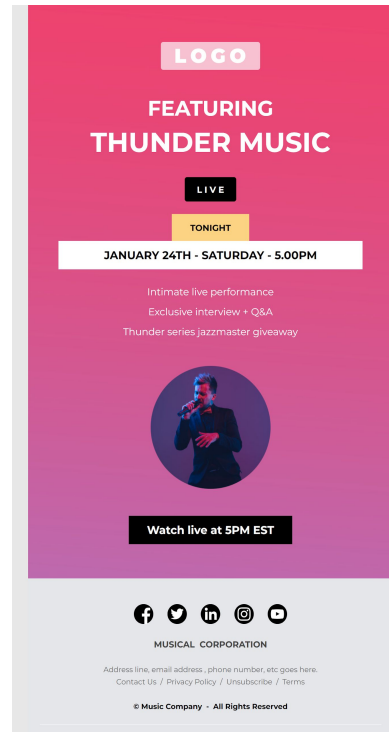 LOGO
FEATURING
THUNDER MUSIC
LIVE
TONIGHT
JANUARY 24TH - SATURDAY - 5.00PM
Intimate live performance
Exclusive interview + Q&A
Thunder series jazzmaster giveaway
Watch live at 5PM EST
MUSICAL CORPORATION
Address line, email address , phone number, etc goes here.
Contact Us / Privacy Policy / Unsubscribe / Terms
© Music Company - All Rights Reserved